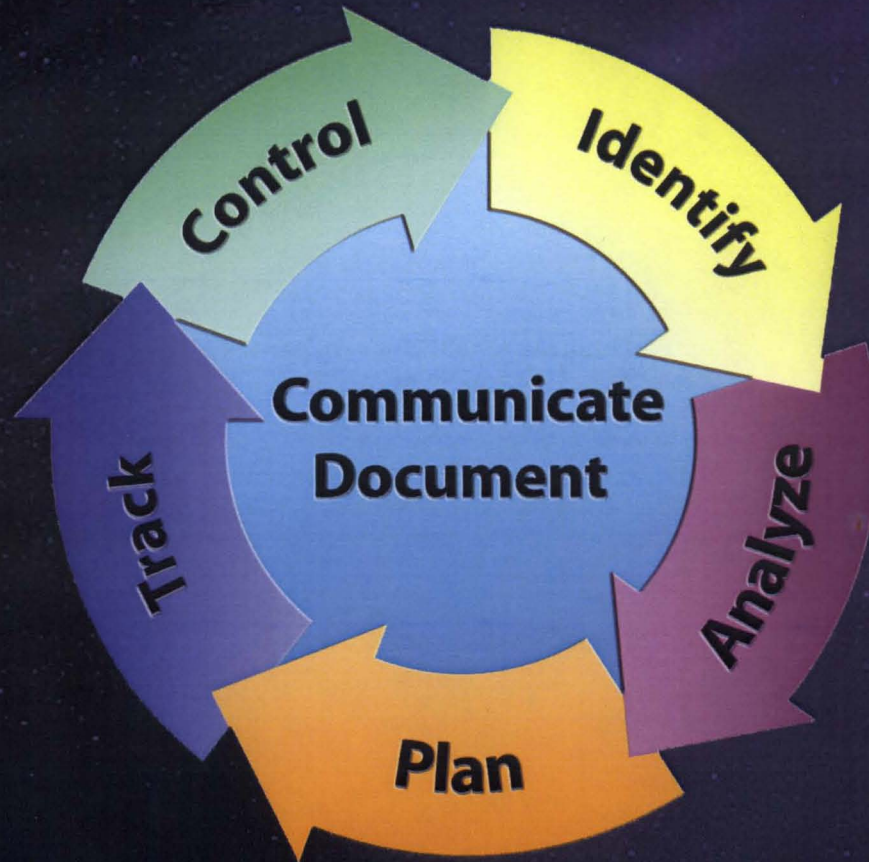 Identify
Analyze
Plan
Track
Control
Communicate
Document